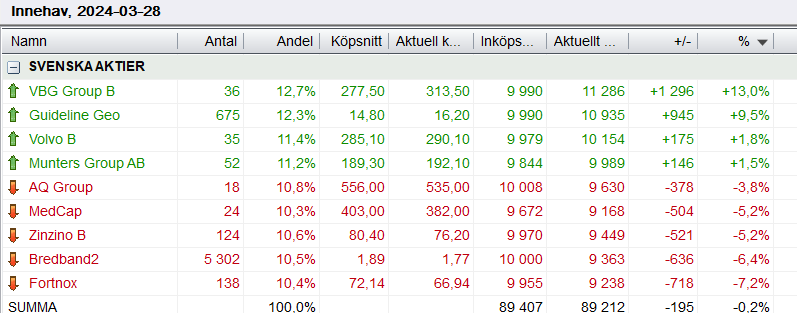 Innehav, 2024-03-28
Namn Antal Andel Köpsnitt Aktuell k... Inköps... Aktuellt ... +/- %
SVENSKA AKTIER
VBG Group B 36 12,7% 277,50 313,50 9 990 11 286 +1 296 +13,0%
Guideline Geo 675 12,3% 14,80 16,20 9 990 10 935 +945 +9,5%
Volvo B 35 11,4% 285,10 290,10 9 979 10 154 +175 +1,8%
Munters Group AB 52 11,2% 189,30 192,10 9 844 9 989 +146 +1,5%
AQ Group 18 10,8% 556,00 535,00 10 008 9 630 -378 -3,8%
MedCap 24 10,3% 403,00 382,00 9 672 9 168 -504 -5,2%
Zinzino B 124 10,6% 80,40 76,20 9 970 9 449 -521 -5,2%
Bredband2 5 302 10,5% 1,89 1,77 10 000 9 363 -636 -6,4%
Fortnox 138 10,4% 72,14 66,94 9 955 9 238 -718 -7,2%
SUMMA 100,0% 89 407 89 212 -195 -0,2%